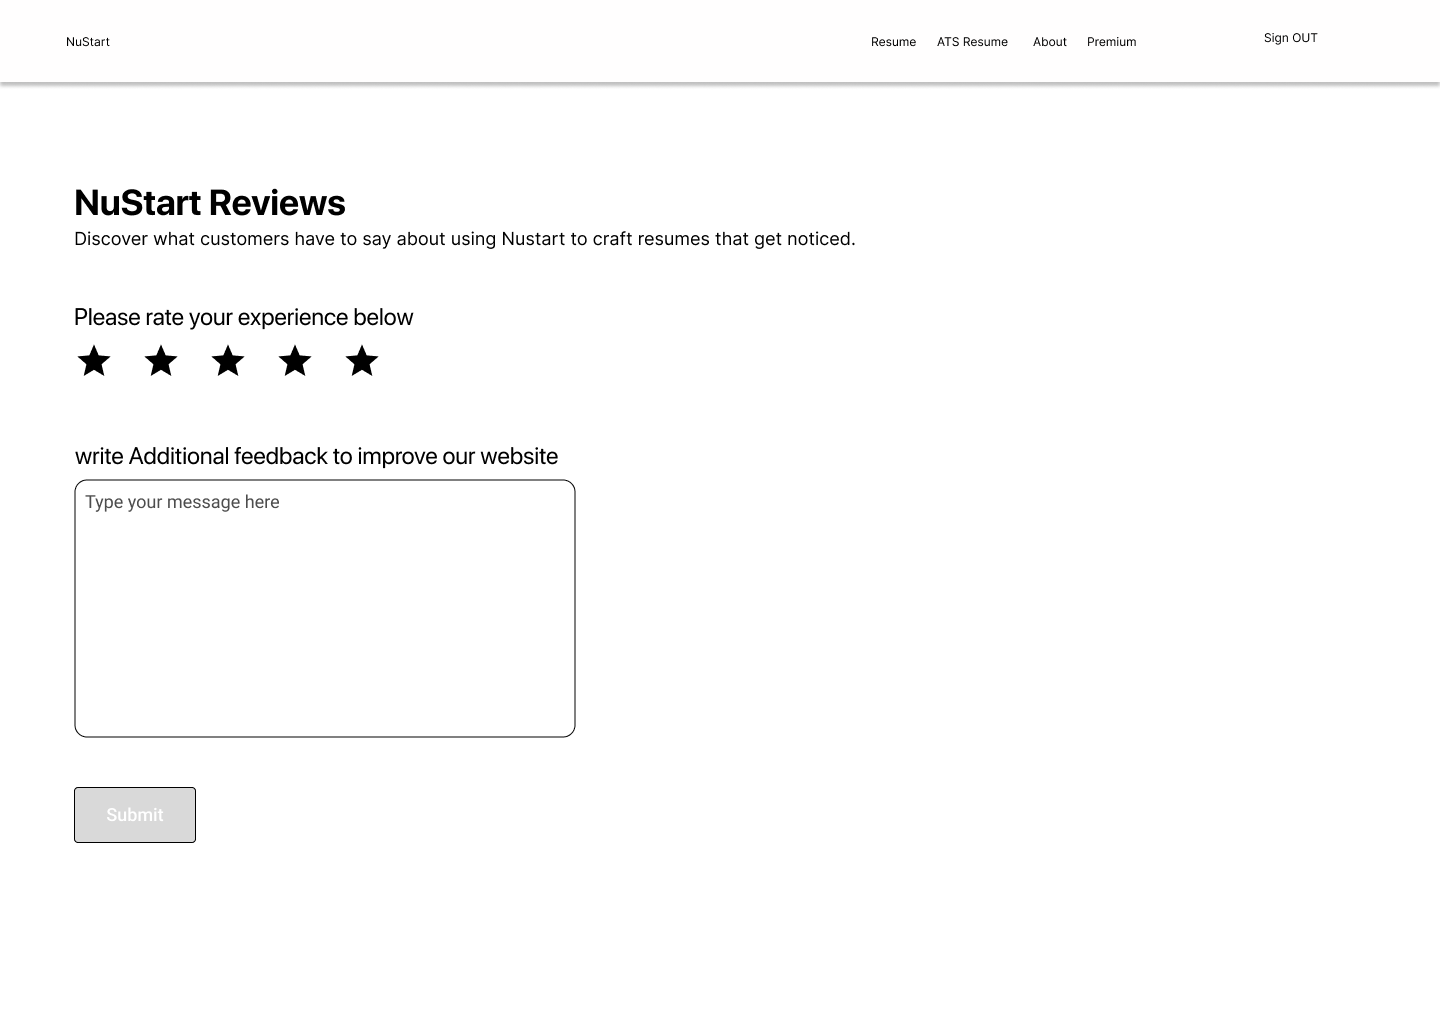 NuStart
Resume
ATS Resume
About
Premium
Sign OUT
NuStart Reviews
Discover what customers have to say about using Nustart to craft resumes that get noticed.
Please rate your experience below
write Additional feedback to improve our website
Type your message here
Submit